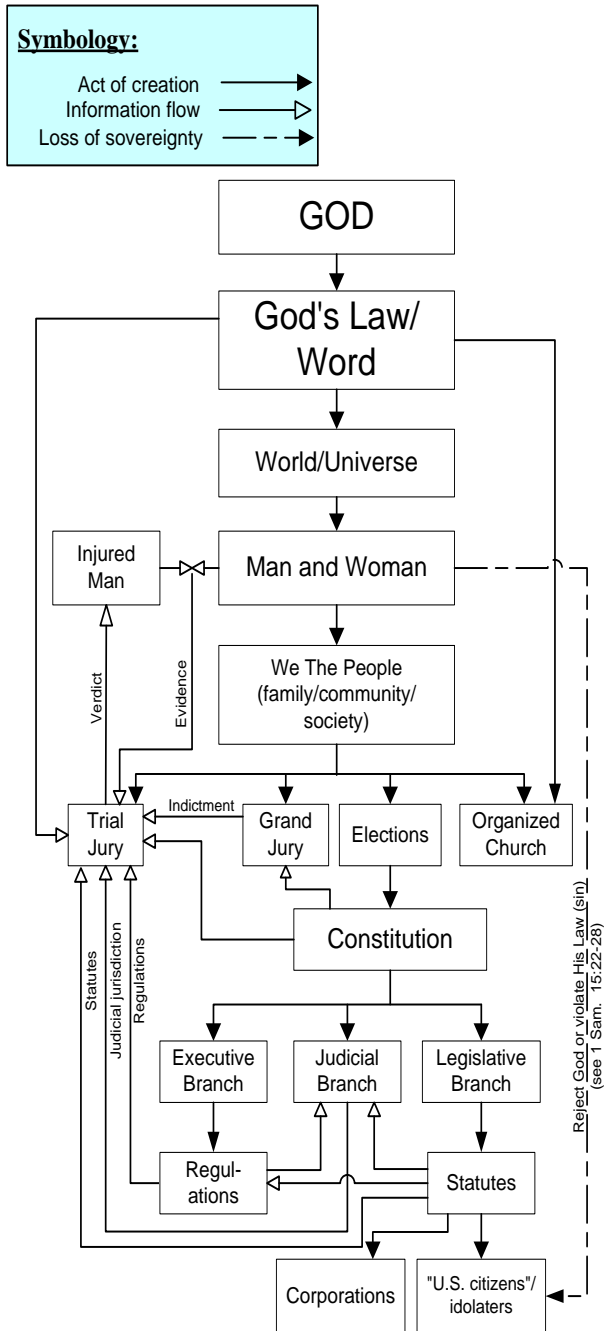 Symbology:
Act of creation
Information flow
Loss of sovereignty
GOD
God's Law/
Word
World/Universe
Injured
Man
Man and Woman
We The People
(family/community/
society)
Verdict
Evidence
Indictment
Trial
Jury
Grand
Jury
Elections
Organized
Church
Constitution
Statutes
Judicial jurisdiction
Regulations
Executive
Branch
Judicial
Branch
Legislative
Branch
Regul-
ations
Statutes
Corporations
"U.S. citizens"/
idolaters
Reject God or violate His Law (sin)
(see 1 Sam. 15:22-28)